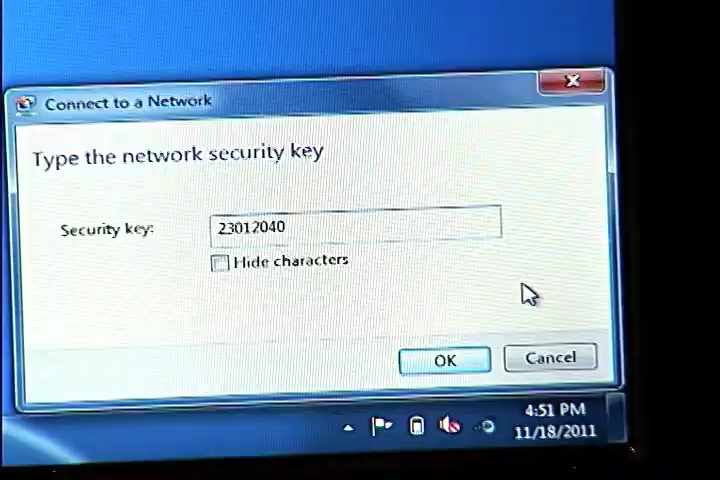 Connect to a Network
Type the network security key
Security key:
23012040
Hide characters
OK
Cancel
4:51 PM
11/18/2011